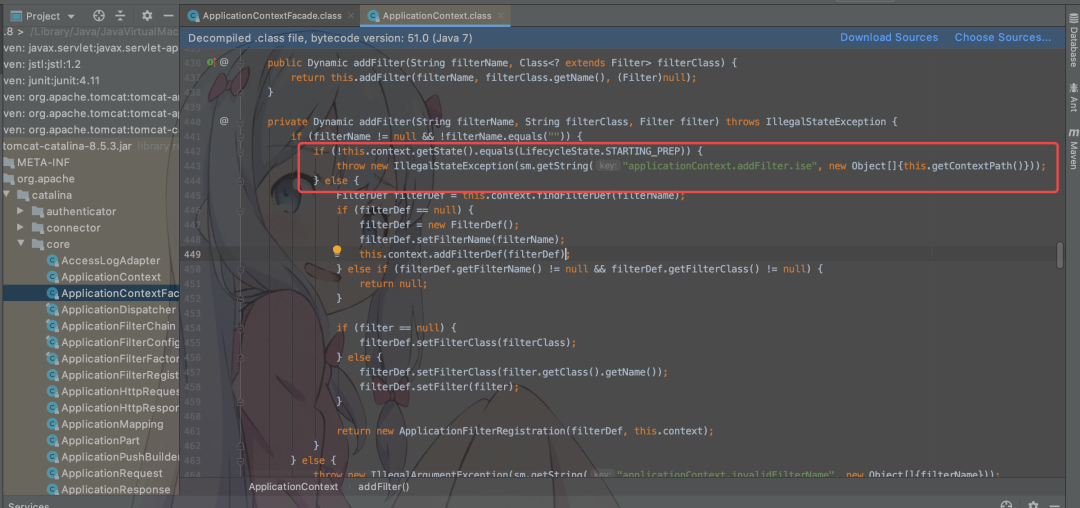 Project
ApplicationContextFacade.class
ApplicationContext.class
.8 > /Library/Java/JavaVirtualMac
Decompiled .class file, bytecode version: 51.0 (Java 7)
Download Sources
Choose Sources...
ven: javax.servlet:javax.servlet-ap
ven: jstl:jstl:1.2
ven: junit:junit:4.11
ven: org.apache.tomcat:tomcat-an
ven: org.apache.tomcat:tomcat-a
ven: org.apache.tomcat:tomcat-c
tomcat-catalina-8.5.3.jar library r
META-INF
org.apache
catalina
authenticator
connector
core
AccessLogAdapter
ApplicationContext
ApplicationContextFac
ApplicationDispatcher
ApplicationFilterChain
ApplicationFilterConfig
ApplicationFilterFactor
ApplicationFilterRegist
ApplicationHttpReques
ApplicationHttpRespon
ApplicationMapping
ApplicationPart
ApplicationPushBuilder
ApplicationRequest
ApplicationResponse
436 @ public Dynamic addFilter(String filterName, Class<? extends Filter> filterClass) {
437 return this.addFilter(filterName, filterClass.getName(), (Filter)null);
438 }
439
440 @ private Dynamic addFilter(String filterName, String filterClass, Filter filter) throws IllegalStateException {
441 if (filterName != null && !filterName.equals("")) {
442 if (!this.context.getState().equals(LifecycleState.STARTING_PREP)) {
443 throw new IllegalStateException(sm.getString( key: "applicationContext.addFilter.ise", new Object[]{this.getContextPath()}));
444 } else {
445 FilterDef filterDef = this.context.findFilterDef(filterName);
446 if (filterDef == null) {
447 filterDef = new FilterDef();
448 filterDef.setFilterName(filterName);
449 this.context.addFilterDef(filterDef);
450 } else if (filterDef.getFilterName() != null && filterDef.getFilterClass() != null) {
451 return null;
452 }
453
454 if (filter == null) {
455 filterDef.setFilterClass(filterClass);
456 } else {
457 filterDef.setFilterClass(filter.getClass().getName());
458 filterDef.setFilter(filter);
459 }
460
461 return new ApplicationFilterRegistration(filterDef, this.context);
462 }
463 } else {
464 throw new IllegalArgumentException(sm.getString( key: "applicationContext.invalidFilterName", new Object[]{filterName}));
ApplicationContext
addFilter()
Database
Ant
m
Maven
Services